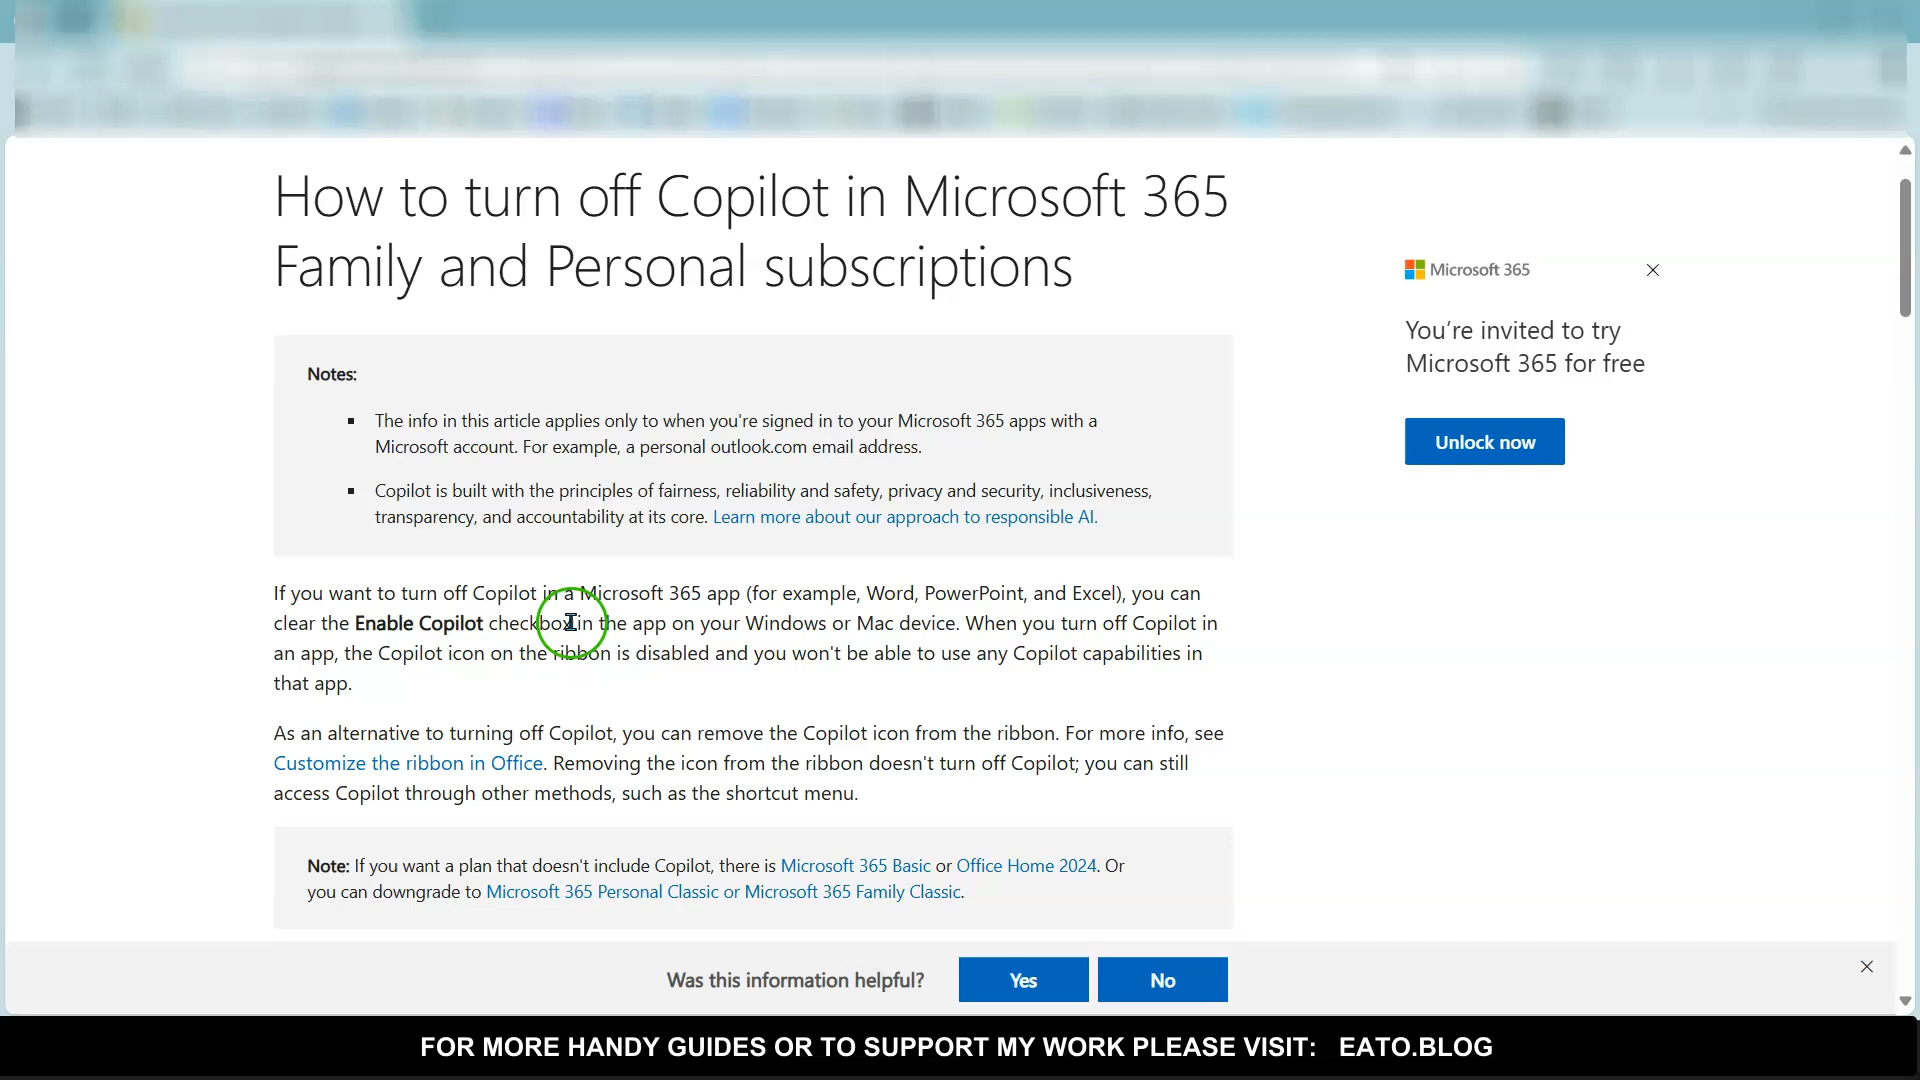 How to turn off Copilot in Microsoft 365
Family and Personal subscriptions
Microsoft 365
You're invited to try
Microsoft 365 for free
Unlock now
Notes:
▪ The info in this article applies only to when you're signed in to your Microsoft 365 apps with a
Microsoft account. For example, a personal outlook.com email address.
▪ Copilot is built with the principles of fairness, reliability and safety, privacy and security, inclusiveness,
transparency, and accountability at its core. Learn more about our approach to responsible AI.
If you want to turn off Copilot in a Microsoft 365 app (for example, Word, PowerPoint, and Excel), you can
clear the Enable Copilot checkbox in the app on your Windows or Mac device. When you turn off Copilot in
an app, the Copilot icon on the ribbon is disabled and you won't be able to use any Copilot capabilities in
that app.
As an alternative to turning off Copilot, you can remove the Copilot icon from the ribbon. For more info, see
Customize the ribbon in Office. Removing the icon from the ribbon doesn't turn off Copilot; you can still
access Copilot through other methods, such as the shortcut menu.
Note: If you want a plan that doesn't include Copilot, there is Microsoft 365 Basic or Office Home 2024. Or
you can downgrade to Microsoft 365 Personal Classic or Microsoft 365 Family Classic.
Was this information helpful?
Yes
No
FOR MORE HANDY GUIDES OR TO SUPPORT MY WORK PLEASE VISIT: EATO.BLOG